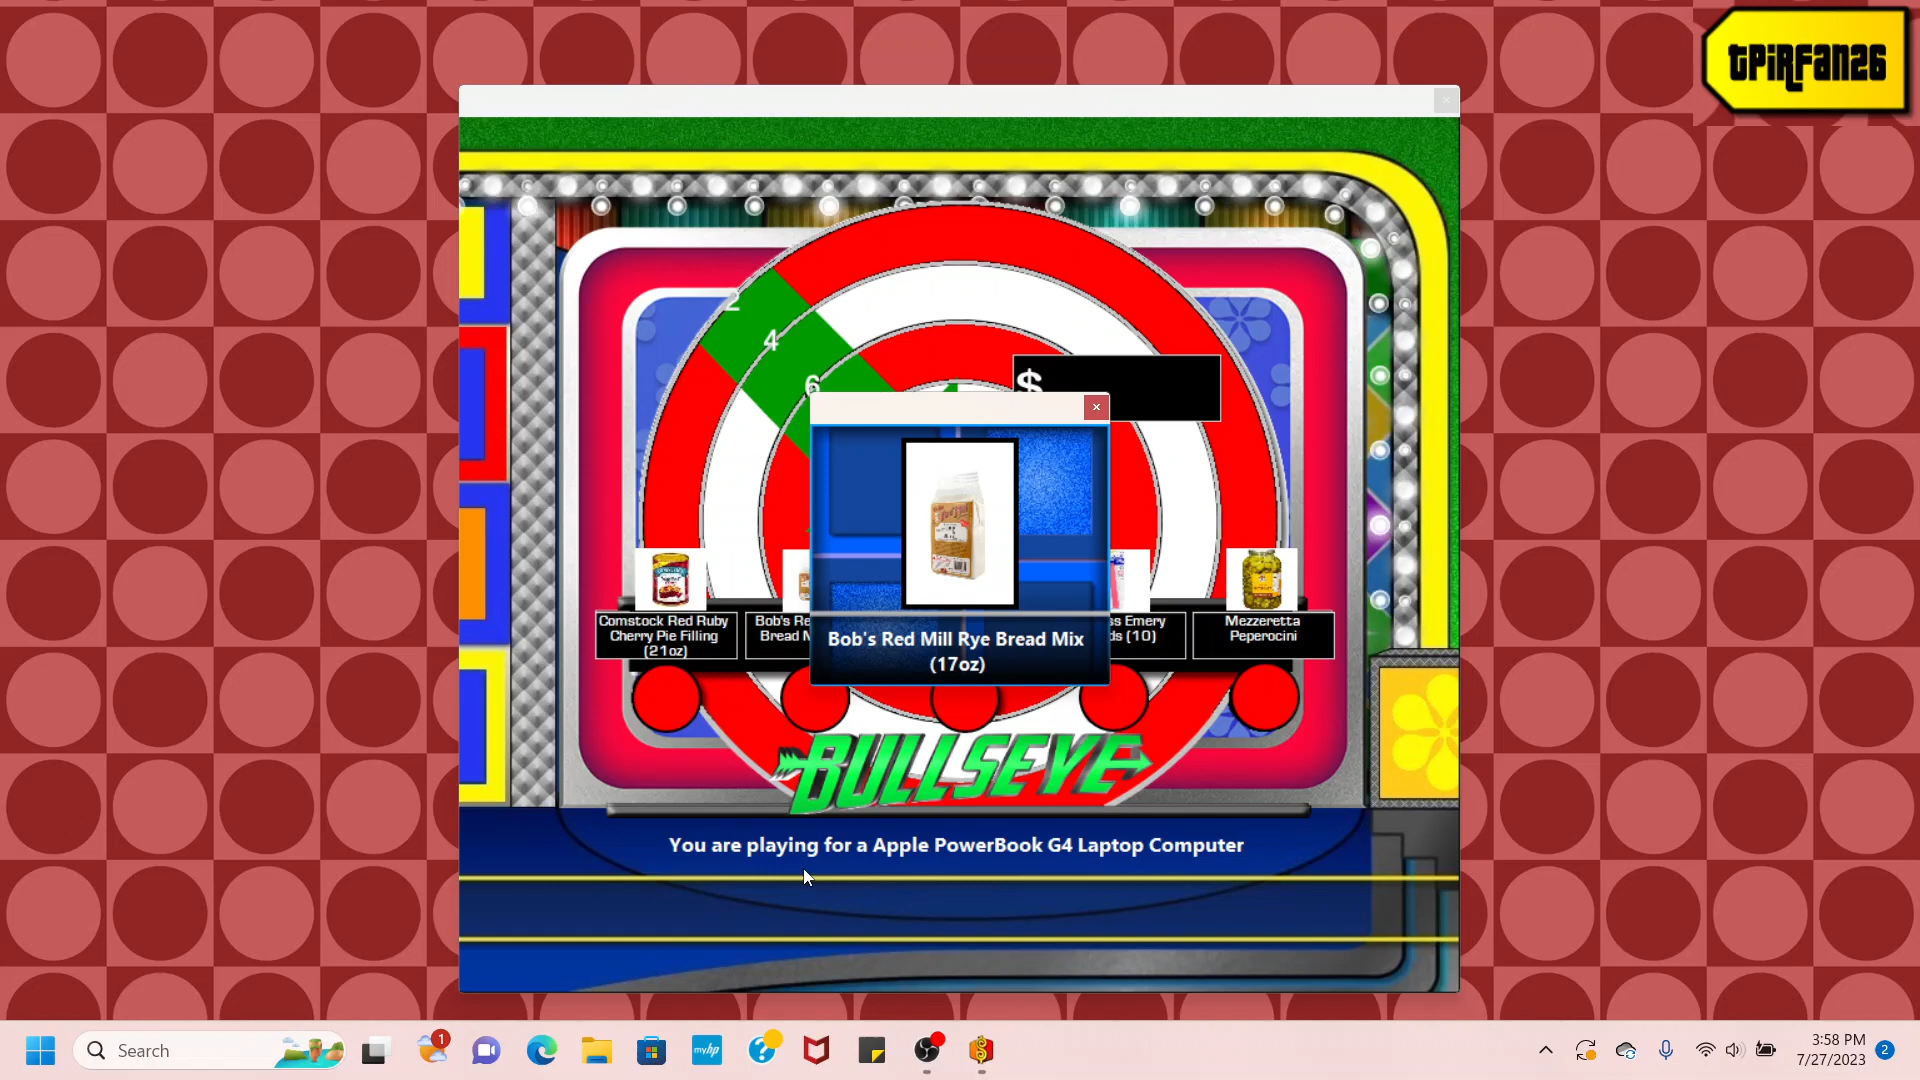 tPiRFan26
2
4
6
$
Comstock Red Ruby
Cherry Pie Filling
(21oz)
Bob's Re
Bread M
Bob's Red Mill Rye Bread Mix
(17oz)
ss Emery
ds (10)
Mezzeretta
Peperocini
BULLSEYE
You are playing for a Apple PowerBook G4 Laptop Computer
Search
1
myhp
3:58 PM
7/27/2023
2